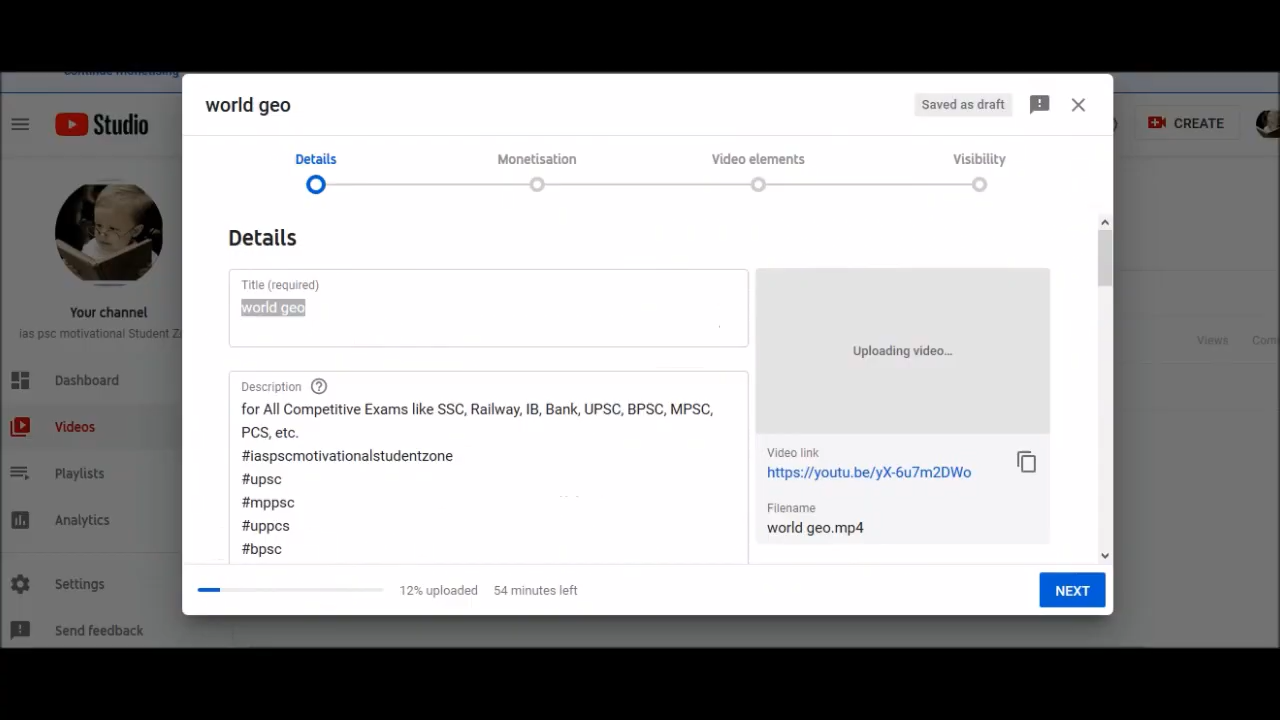 world geo
Saved as draft
Studio
CREATE
Details
Monetisation
Video elements
Visibility
Details
Title (required)
world geo
Uploading video...
Your channel
ias psc motivational Student
Views
Description
for All Competitive Exams like SSC, Railway, IB, Bank, UPSC, BPSC, MPSC,
PCS, etc.
#iaspscmotivationalstudentzone
#upsc
#mppsc
#uppcs
#bpsc
Video link
https://youtu.be/yX-6u7m2DWo
Filename
world geo.mp4
Dashboard
Videos
Playlists
Analytics
Settings
Send feedback
12% uploaded 54 minutes left
NEXT